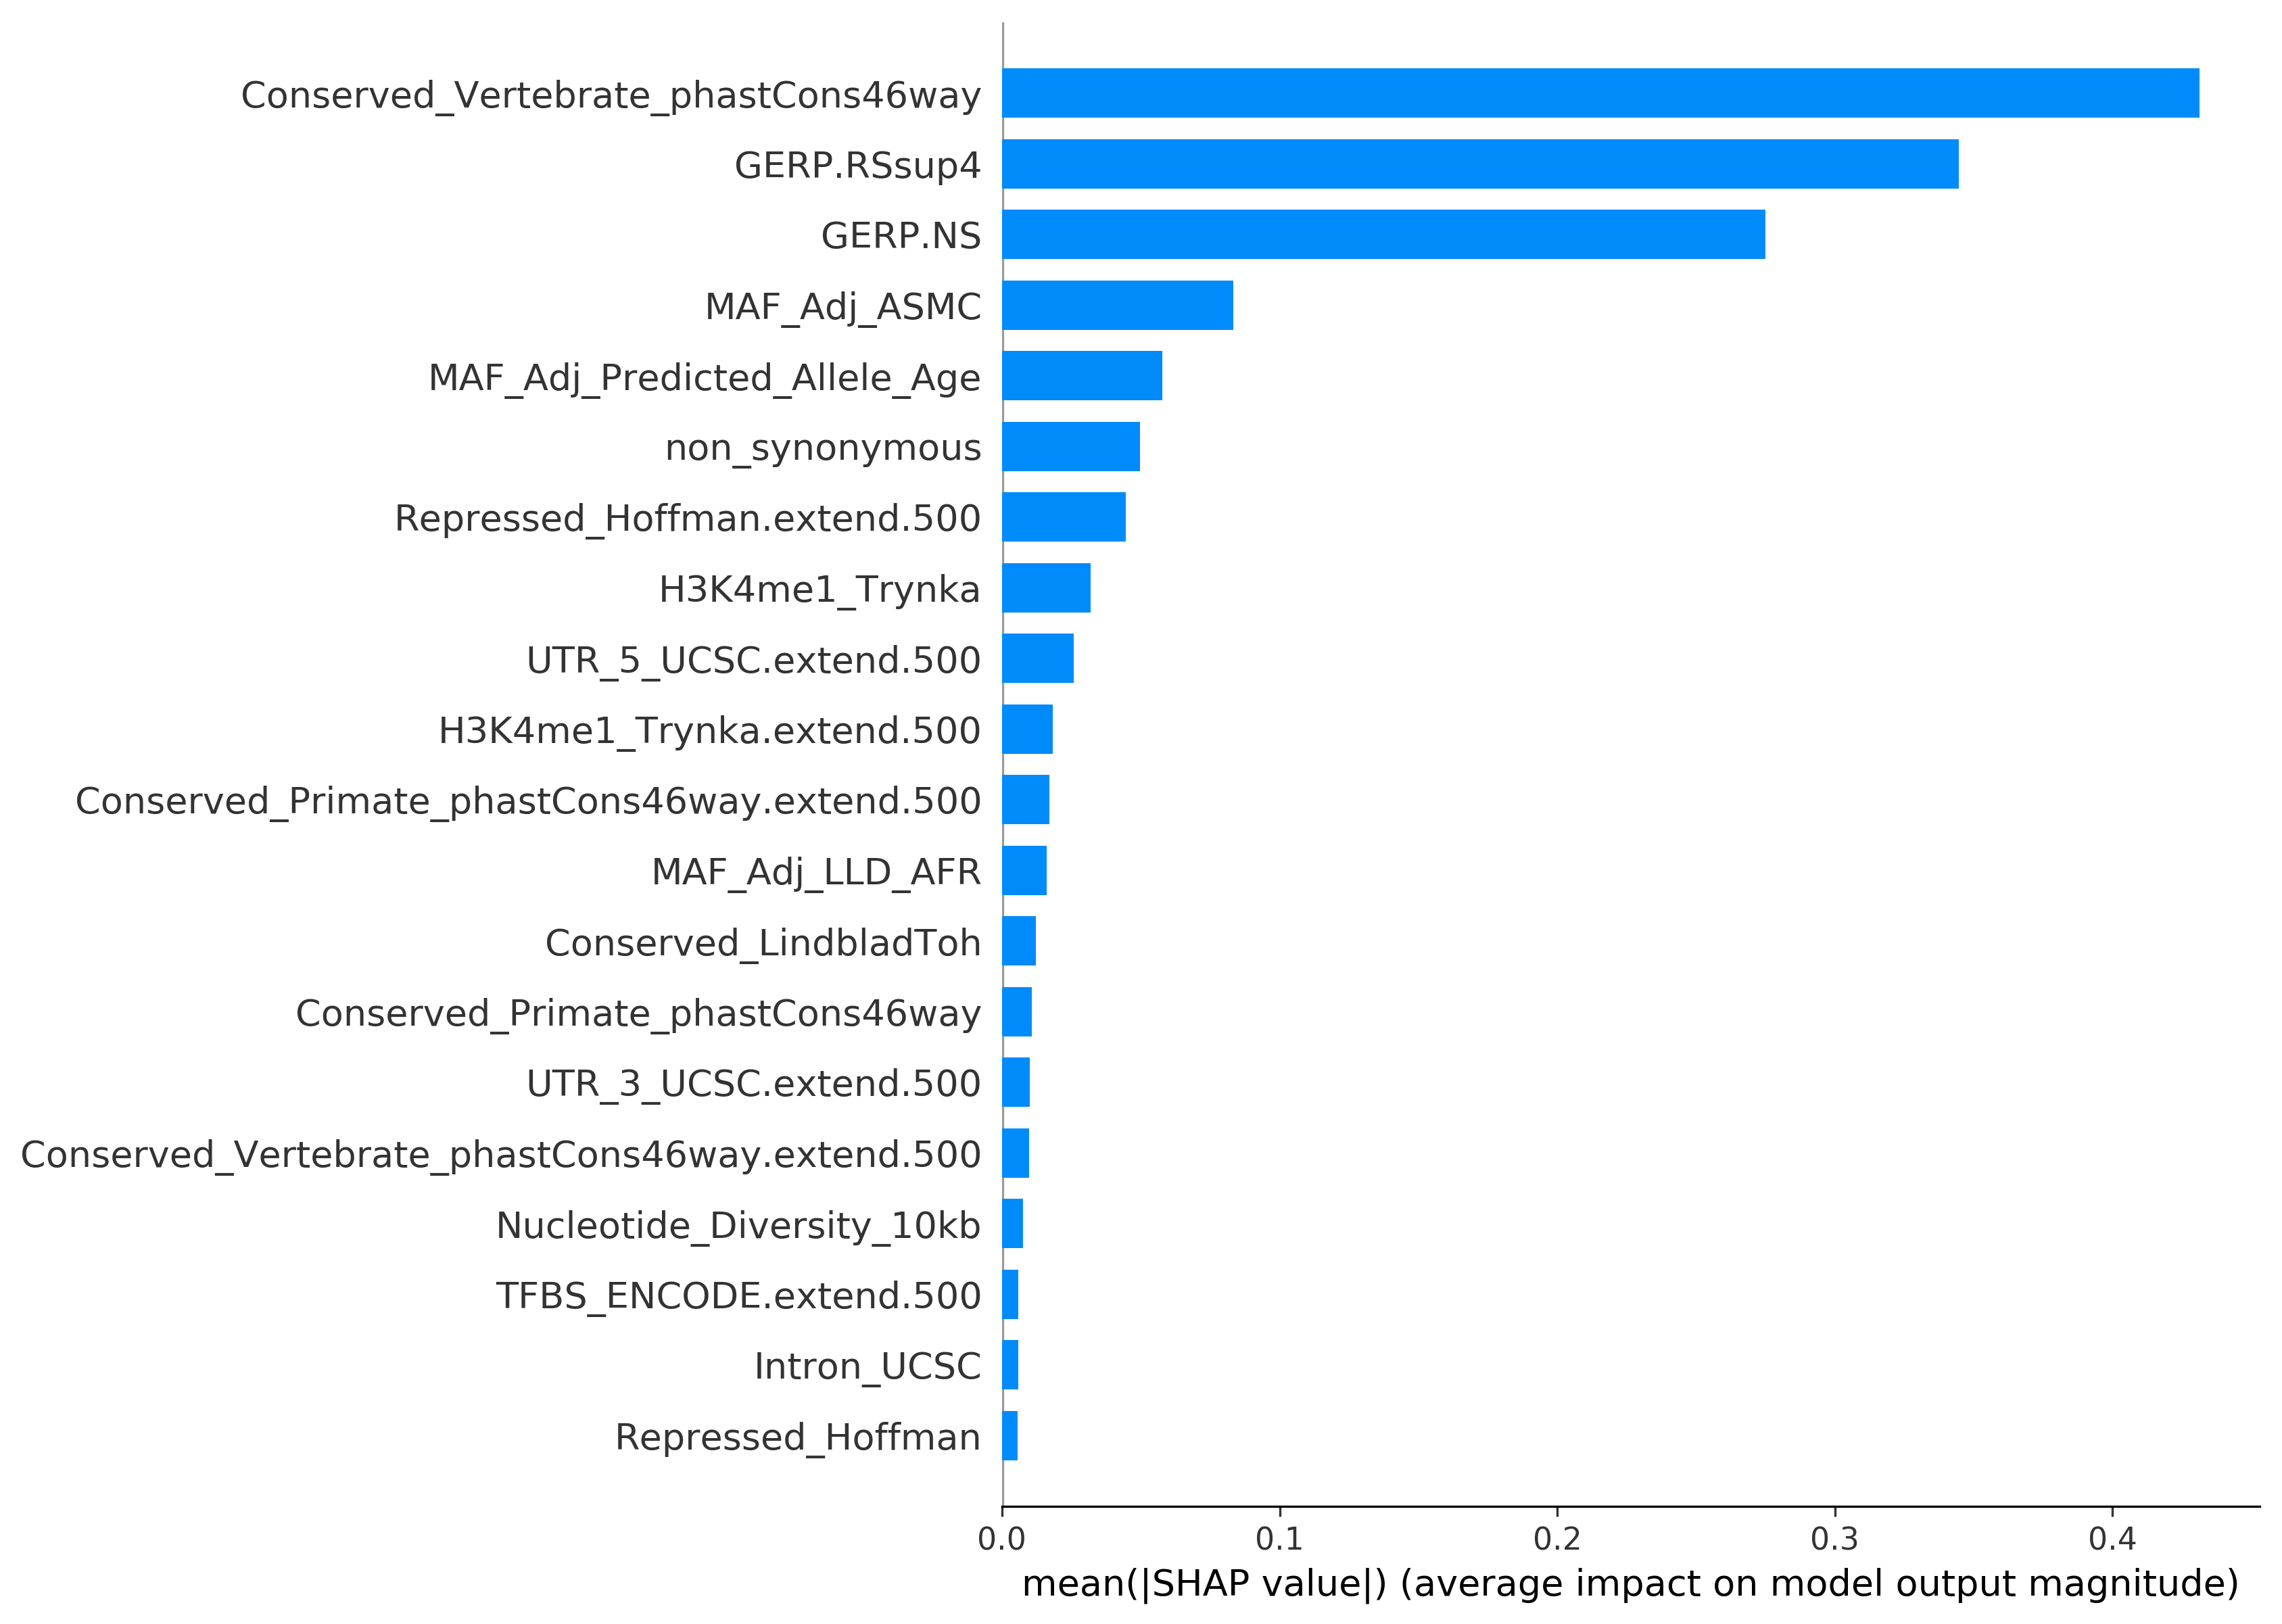 Conserved_Vertebrate_phastCons46way
GERP.RSsup4
GERP.NS
MAF_Adj_ASMC
MAF_Adj_Predicted_Allele_Age
non_synonymous
Repressed_Hoffman.extend.500
H3K4me1_Trynka
UTR_5_UCSC.extend.500
H3K4me1_Trynka.extend.500
Conserved_Primate_phastCons46way.extend.500
MAF_Adj_LLD_AFR
Conserved_LindbladToh
Conserved_Primate_phastCons46way
UTR_3_UCSC.extend.500
Conserved_Vertebrate_phastCons46way.extend.500
Nucleotide_Diversity_10kb
TFBS_ENCODE.extend.500
Intron_UCSC
Repressed_Hoffman
0.0 0.1 0.2 0.3 0.4
mean(|SHAP value|) (average impact on model output magnitude)